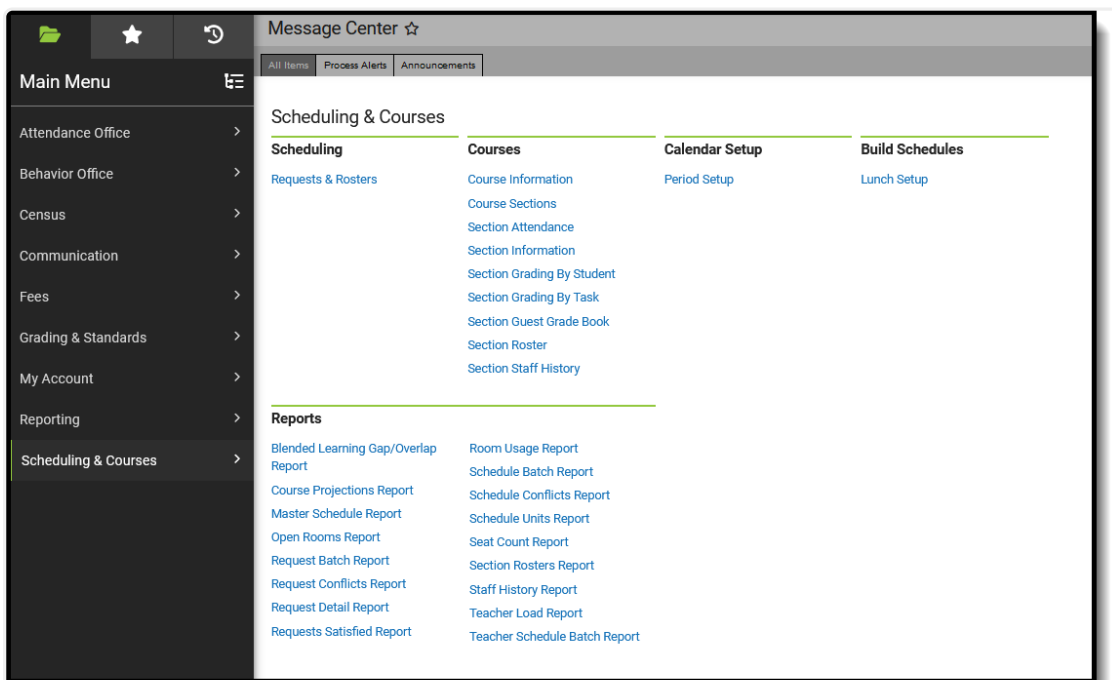 Message Center
All Items Process Alerts Announcements
Main Menu
Attendance Office
Behavior Office
Census
Communication
Fees
Grading & Standards
My Account
Reporting
Scheduling & Courses
Scheduling & Courses
Scheduling
Requests & Rosters
Courses
Course Information
Course Sections
Section Attendance
Section Information
Section Grading By Student
Section Grading By Task
Section Guest Grade Book
Section Roster
Section Staff History
Calendar Setup
Period Setup
Build Schedules
Lunch Setup
Reports
Blended Learning Gap/Overlap
Report
Course Projections Report
Master Schedule Report
Open Rooms Report
Request Batch Report
Request Conflicts Report
Request Detail Report
Requests Satisfied Report
Room Usage Report
Schedule Batch Report
Schedule Conflicts Report
Schedule Units Report
Seat Count Report
Section Rosters Report
Staff History Report
Teacher Load Report
Teacher Schedule Batch Report